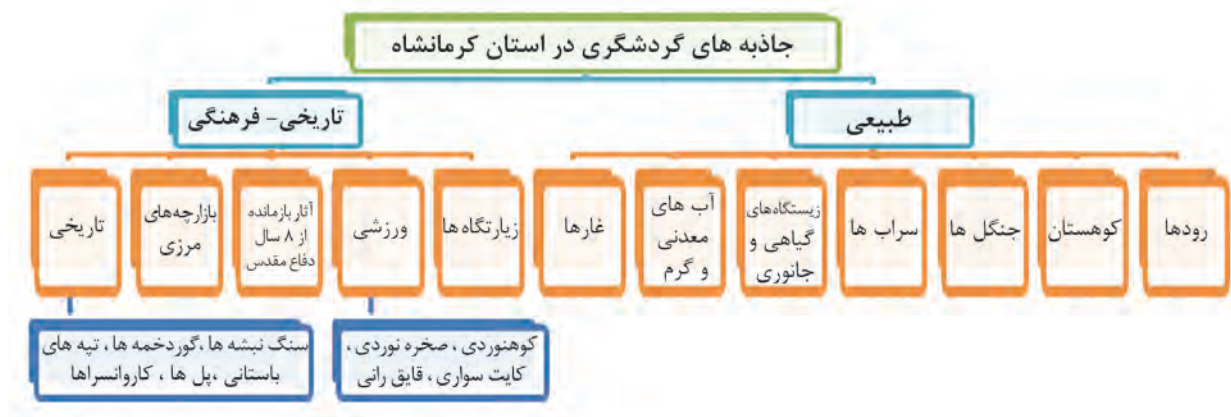 جاذبه های گردشگری در استان کرمانشاه
طبیعی
تاریخی- فرهنگی
رودها
کوهستان
جنگل ها
سراب ها
زیستگاه‌های
گیاهی و
جانوری
آب های
معدنی
و گرم
غارها
زیارتگاه‌ها
ورزشی
آثار بازمانده
از ۸ سال
دفاع مقدس
بازارچه‌های
مرزی
تاریخی
کوهنوردی ، صخره نوردی ،
کایت سواری ، قایق رانی
سنگ نبشه ها،گوردخمه ها ، تپه های
باستانی ،پل ها ، کاروانسراها